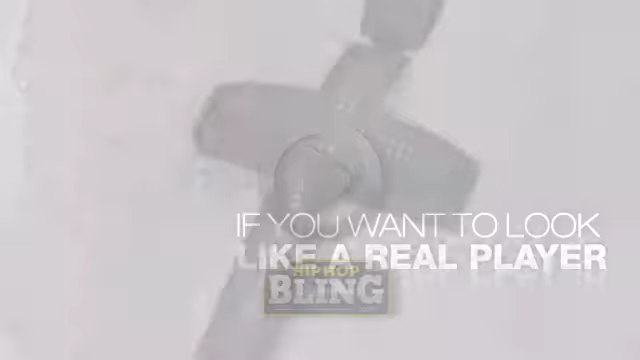 IF YOU WANT TO LOOK
LIKE A REAL PLAYER
HIP HOP
BLING